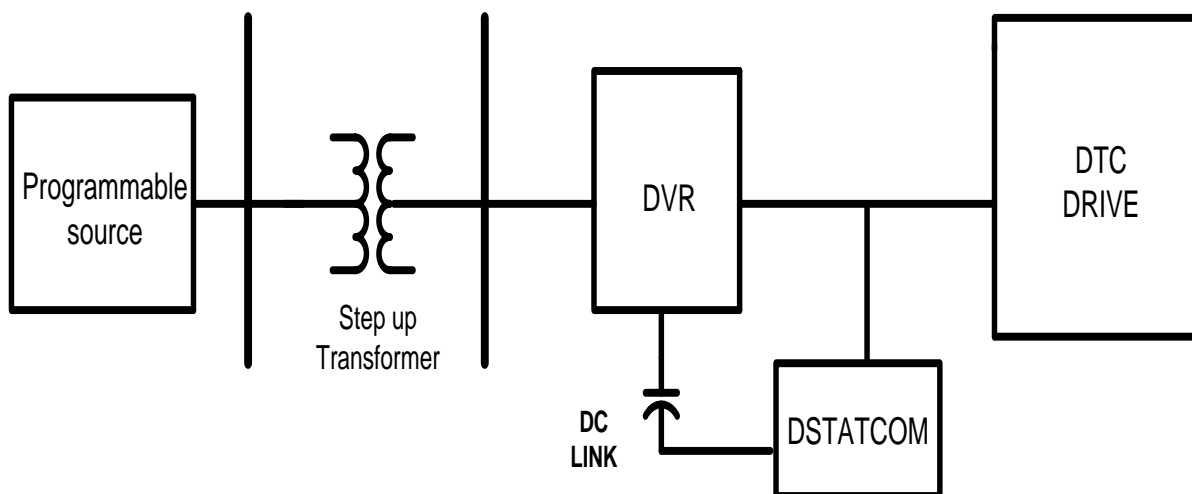 Programmable
source
Step up
Transformer
DVR
DC
LINK
DSTATCOM
DTC
DRIVE